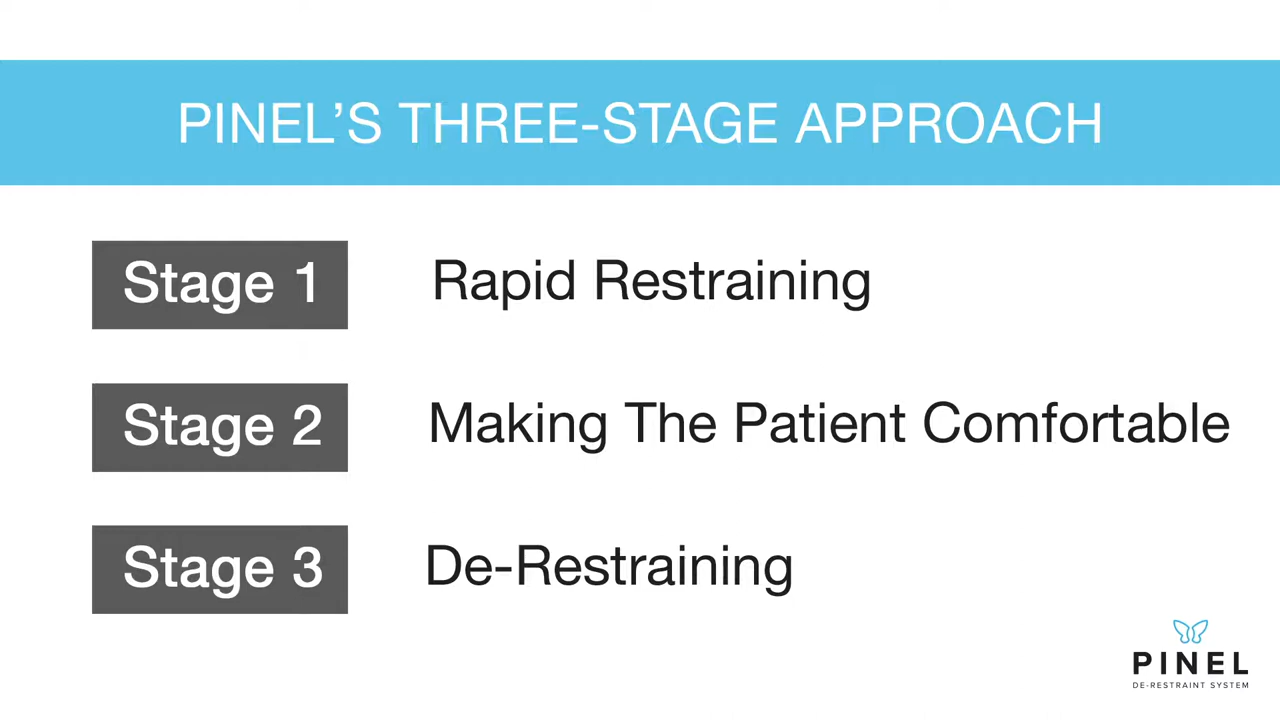 PINEL’S THREE-STAGE APPROACH
Stage 1 Rapid Restraining
Stage 2 Making The Patient Comfortable
Stage 3 De-Restraining
PINEL
DE-RESTRAINT SYSTEM